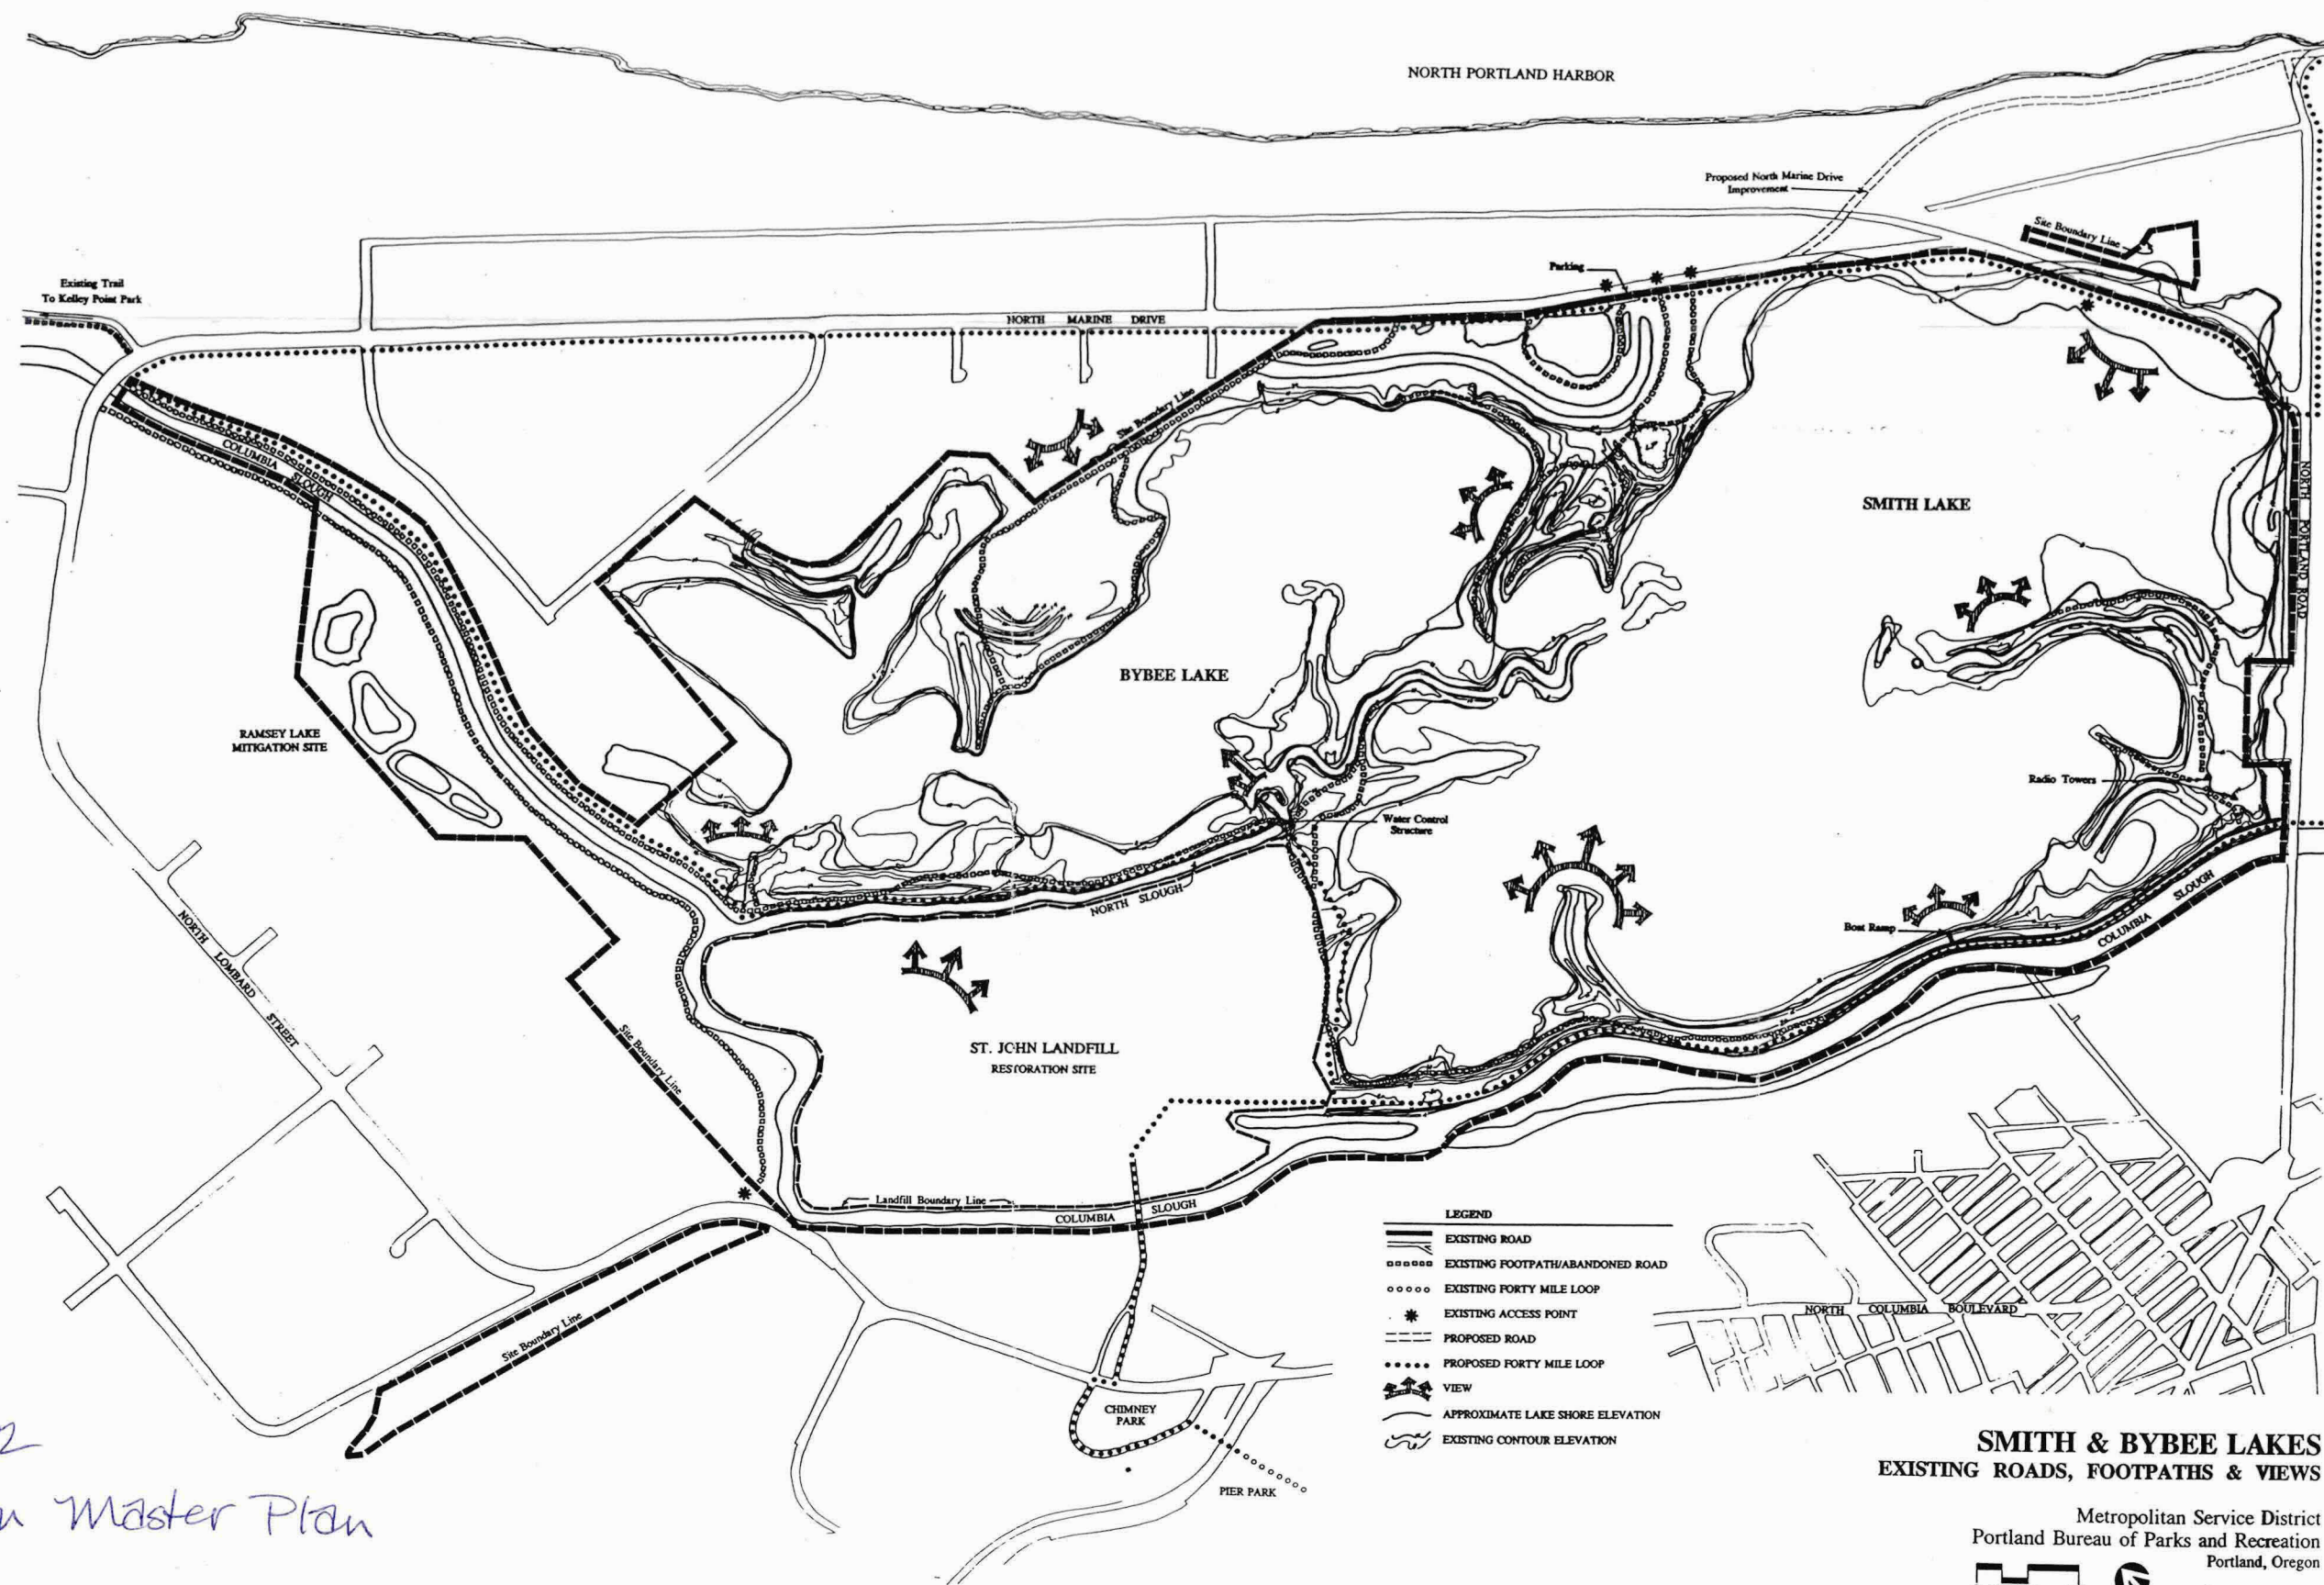 NORTH PORTLAND HARBOR
Proposed North Marine Drive
Improvement
Site Boundary Line
Parking
Existing Trail
To Kelley Point Park
NORTH MARINE DRIVE
Site Boundary Line
COLUMBIA SLOUGH
SMITH LAKE
NORTH PORTLAND ROAD
BYBEE LAKE
RAMSEY LAKE
MITIGATION SITE
Radio Towers
Water Control
Structure
NORTH SLOUGH
Boat Ramp
COLUMBIA SLOUGH
NORTH LOMBARD STREET
Site Boundary Line
ST. JOHN LANDFILL
RESTORATION SITE
Landfill Boundary Line
COLUMBIA SLOUGH
Site Boundary Line
LEGEND
EXISTING ROAD
EXISTING FOOTPATH/ABANDONED ROAD
EXISTING FORTY MILE LOOP
EXISTING ACCESS POINT
PROPOSED ROAD
PROPOSED FORTY MILE LOOP
VIEW
APPROXIMATE LAKE SHORE ELEVATION
EXISTING CONTOUR ELEVATION
NORTH COLUMBIA BOULEVARD
CHIMNEY
PARK
PIER PARK
2
Master Plan
SMITH & BYBEE LAKES
EXISTING ROADS, FOOTPATHS & VIEWS
Metropolitan Service District
Portland Bureau of Parks and Recreation
Portland, Oregon